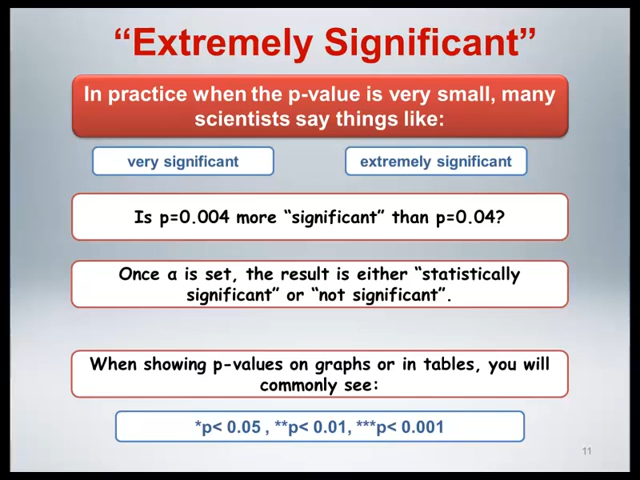 “Extremely Significant”
In practice when the p-value is very small, many
scientists say things like:
very significant
extremely significant
Is p=0.004 more “significant” than p=0.04?
Once α is set, the result is either “statistically
significant” or “not significant”.
When showing p-values on graphs or in tables, you will
commonly see:
*p< 0.05 , **p< 0.01, ***p< 0.001
11